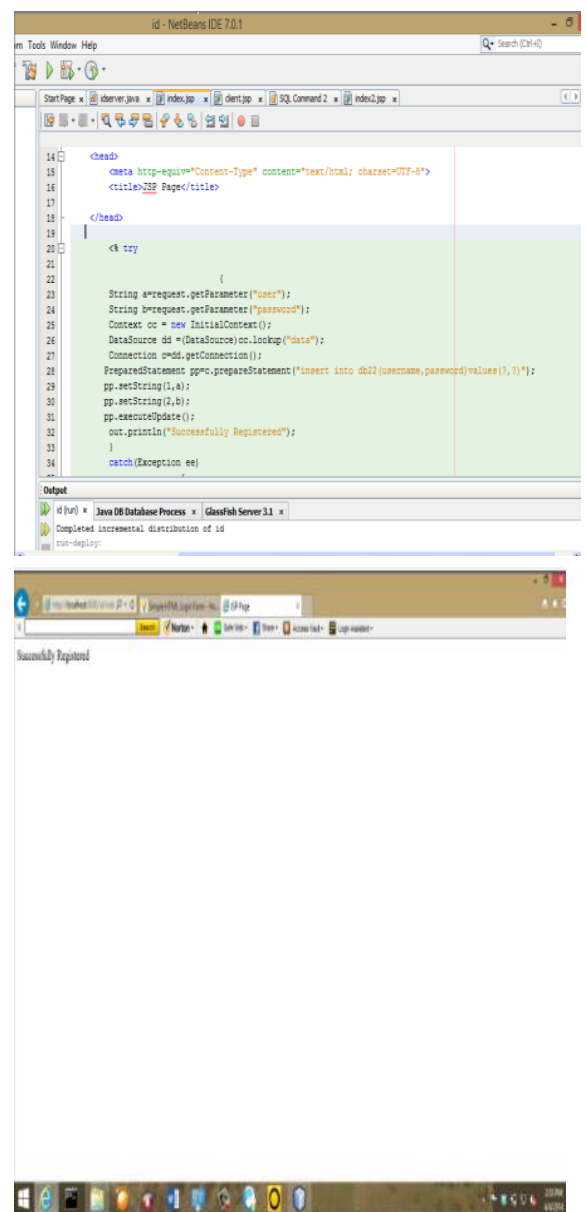 id - NetBeans IDE 7.0.1
Tools Window Help
Search (Ctrl+I)
Start Page idserver.java index.jsp client.jsp SQL Command 2 index2.jsp
14 <head>
15 <meta http-equiv="Content-Type" content="text/html; charset=UTF-8">
16 <title>JSP Page</title>
17
18 </head>
19
20 <% try
21
22 {
23 String a=request.getParameter("user");
24 String b=request.getParameter("password");
25 Context cc = new InitialContext();
26 DataSource dd =(DataSource)cc.lookup("data");
27 Connection c=dd.getConnection();
28 PreparedStatement pp=c.prepareStatement("insert into db22(username,password)values(?,?)");
29 pp.setString(1,a);
30 pp.setString(2,b);
31 pp.executeUpdate();
32 out.println("Successfully Registered");
33 }
34 catch(Exception ee)
Output
id (run) x Java DB Database Process x GlassFish Server 3.1 x
Completed incremental distribution of id
run-deploy:
JSP Page
Search Norton Safe Web Share Access Vault
Successfully Registered